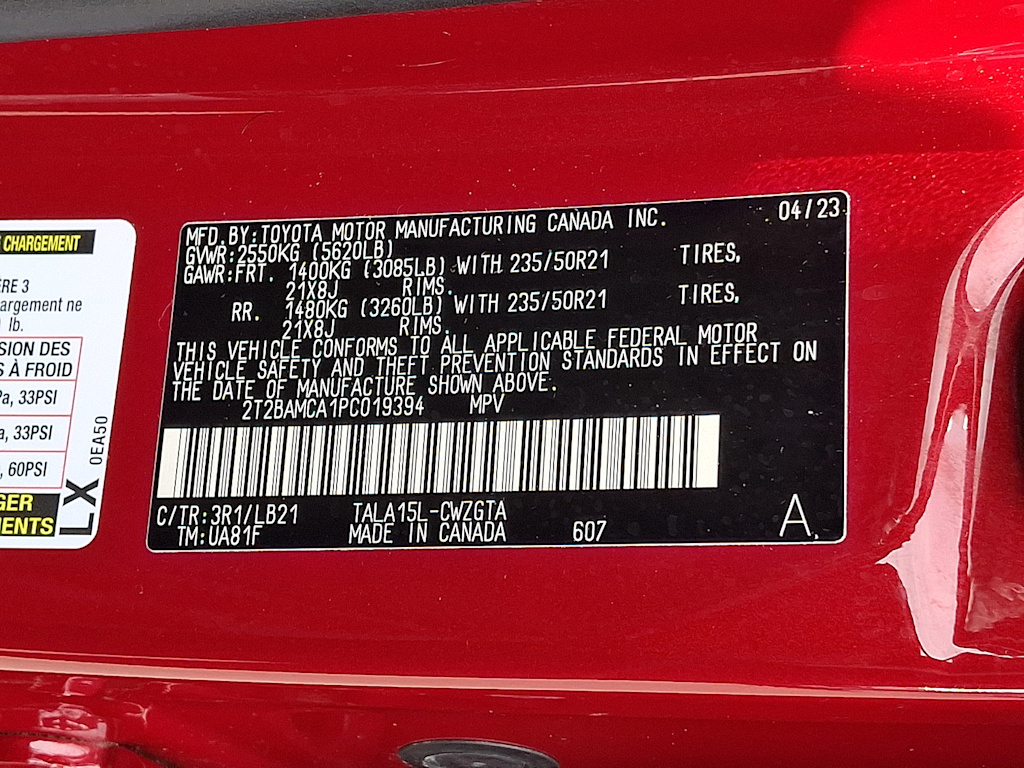 CHARGEMENT
ÈRE 3
argement ne
lb.
SION DES
S À FROID
a, 33PSI
a, 33PSI
, 60PSI
GER
MENTS
LX
0EA50
MFD.BY:TOYOTA MOTOR MANUFACTURING CANADA INC. 04/23
GVWR:2550KG (5620LB)
GAWR:FRT. 1400KG (3085LB) WITH 235/50R21 TIRES,
21X8J RIMS.
RR. 1480KG (3260LB) WITH 235/50R21 TIRES,
21X8J RIMS.
THIS VEHICLE CONFORMS TO ALL APPLICABLE FEDERAL MOTOR
VEHICLE SAFETY AND THEFT PREVENTION STANDARDS IN EFFECT ON
THE DATE OF MANUFACTURE SHOWN ABOVE.
2T2BAMCA1PC019394 MPV
C/TR:3R1/LB21 TALA15L-CWZGTA
TM:UA81F MADE IN CANADA 607 A.